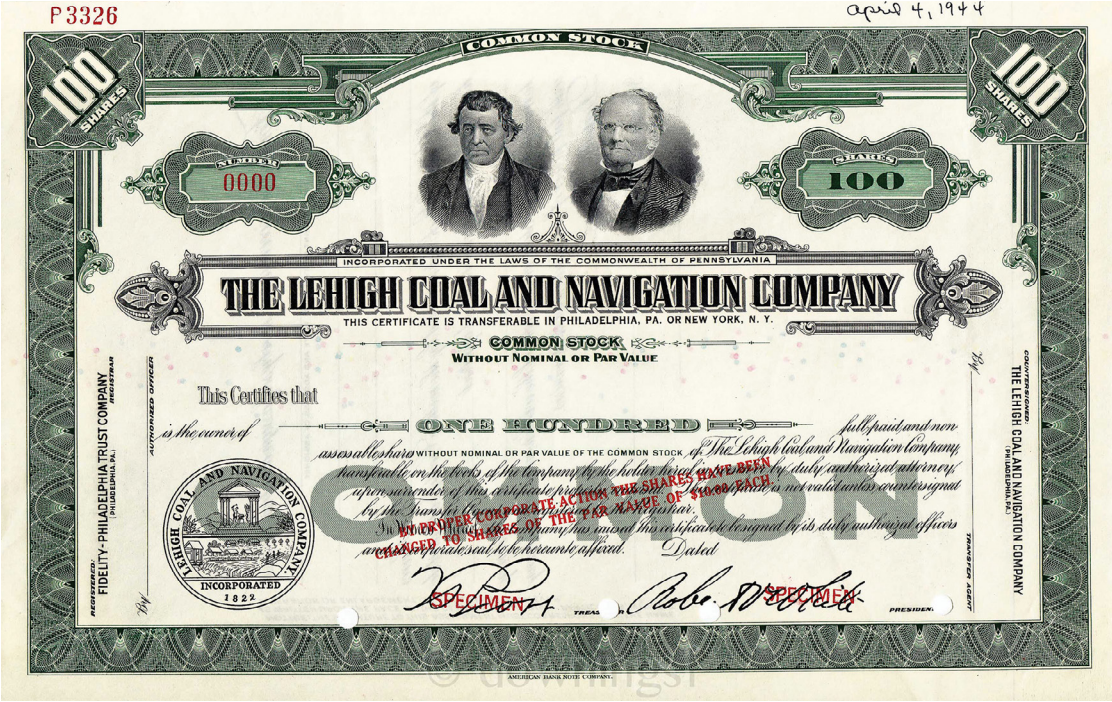 P3326
april 4, 1944
COMMON STOCK
100 SHARES
100 SHARES
NUMBER
0000
SHARES
100
INCORPORATED UNDER THE LAWS OF THE COMMONWEALTH OF PENNSYLVANIA
THE LEHIGH COAL AND NAVIGATION COMPANY
THIS CERTIFICATE IS TRANSFERABLE IN PHILADELPHIA, PA. OR NEW YORK, N. Y.
COMMON STOCK
WITHOUT NOMINAL OR PAR VALUE
This Certifies that
is the owner of
ONE HUNDRED
full-paid and non
assessable shares WITHOUT NOMINAL OR PAR VALUE OF THE COMMON STOCK of The Lehigh Coal and Navigation Company,
transferable on the books of the Company by the holder by duly authorized attorney
upon surrender of this certificate is not valid unless countersigned
by the Transfer registrar.
BY PROPER CORPORATE ACTION THE SHARES HAVE BEEN
CHANGED TO SHARES OF THE PAR VALUE OF $10.00 EACH.
In Company has caused this certificate to be signed by its duly authorized officers
and corporate seal to be hereunto affixed. Dated
SPECIMEN
TREAS
SPECIMEN
PRESIDEN
REGISTERED:
FIDELITY-PHILADELPHIA TRUST COMPANY
(PHILADELPHIA, PA.)
REGISTRAR
By
AUTHORIZED OFFICER
COUNTERSIGNED:
THE LEHIGH COAL AND NAVIGATION COMPANY
(PHILADELPHIA, PA.)
TRANSFER AGENT
By
LEHIGH COAL AND NAVIGATION COMPANY
INCORPORATED
1822
AMERICAN BANK NOTE COMPANY.